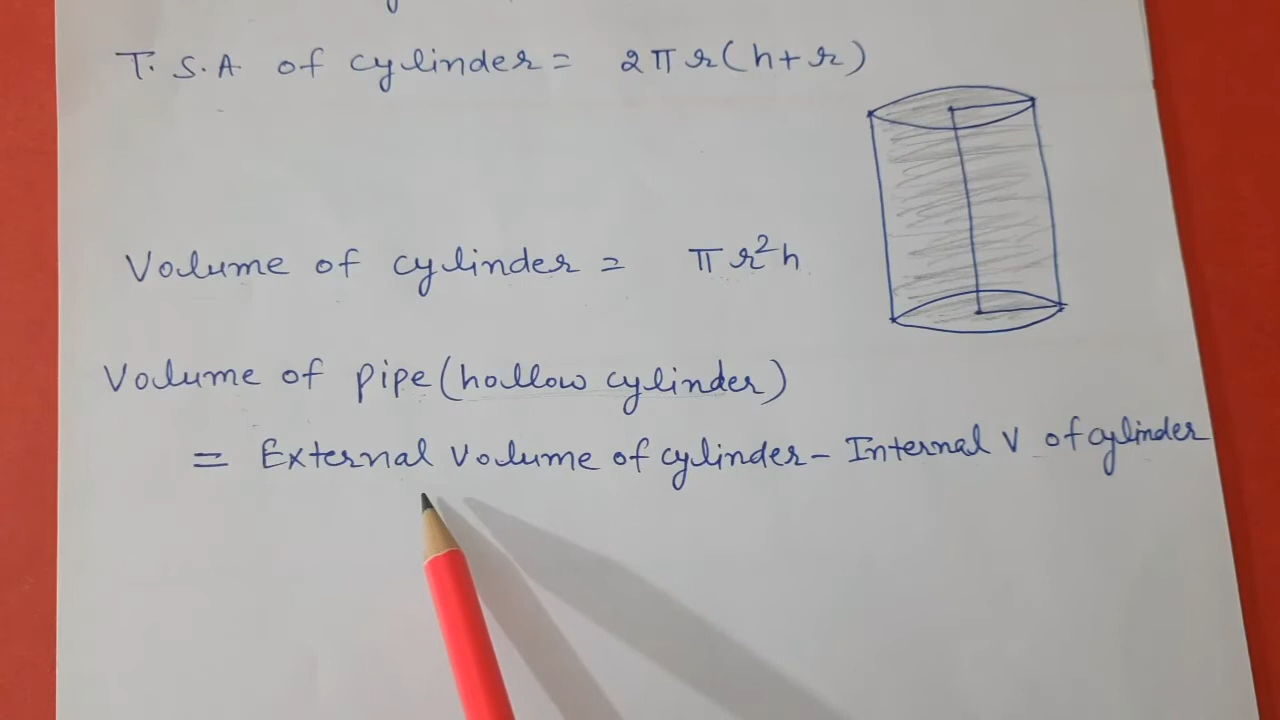 T.S.A of cylinder = 2πr(h+r)
Volume of cylinder = πr²h
Volume of pipe (hollow cylinder)
= External Volume of cylinder - Internal V of cylinder